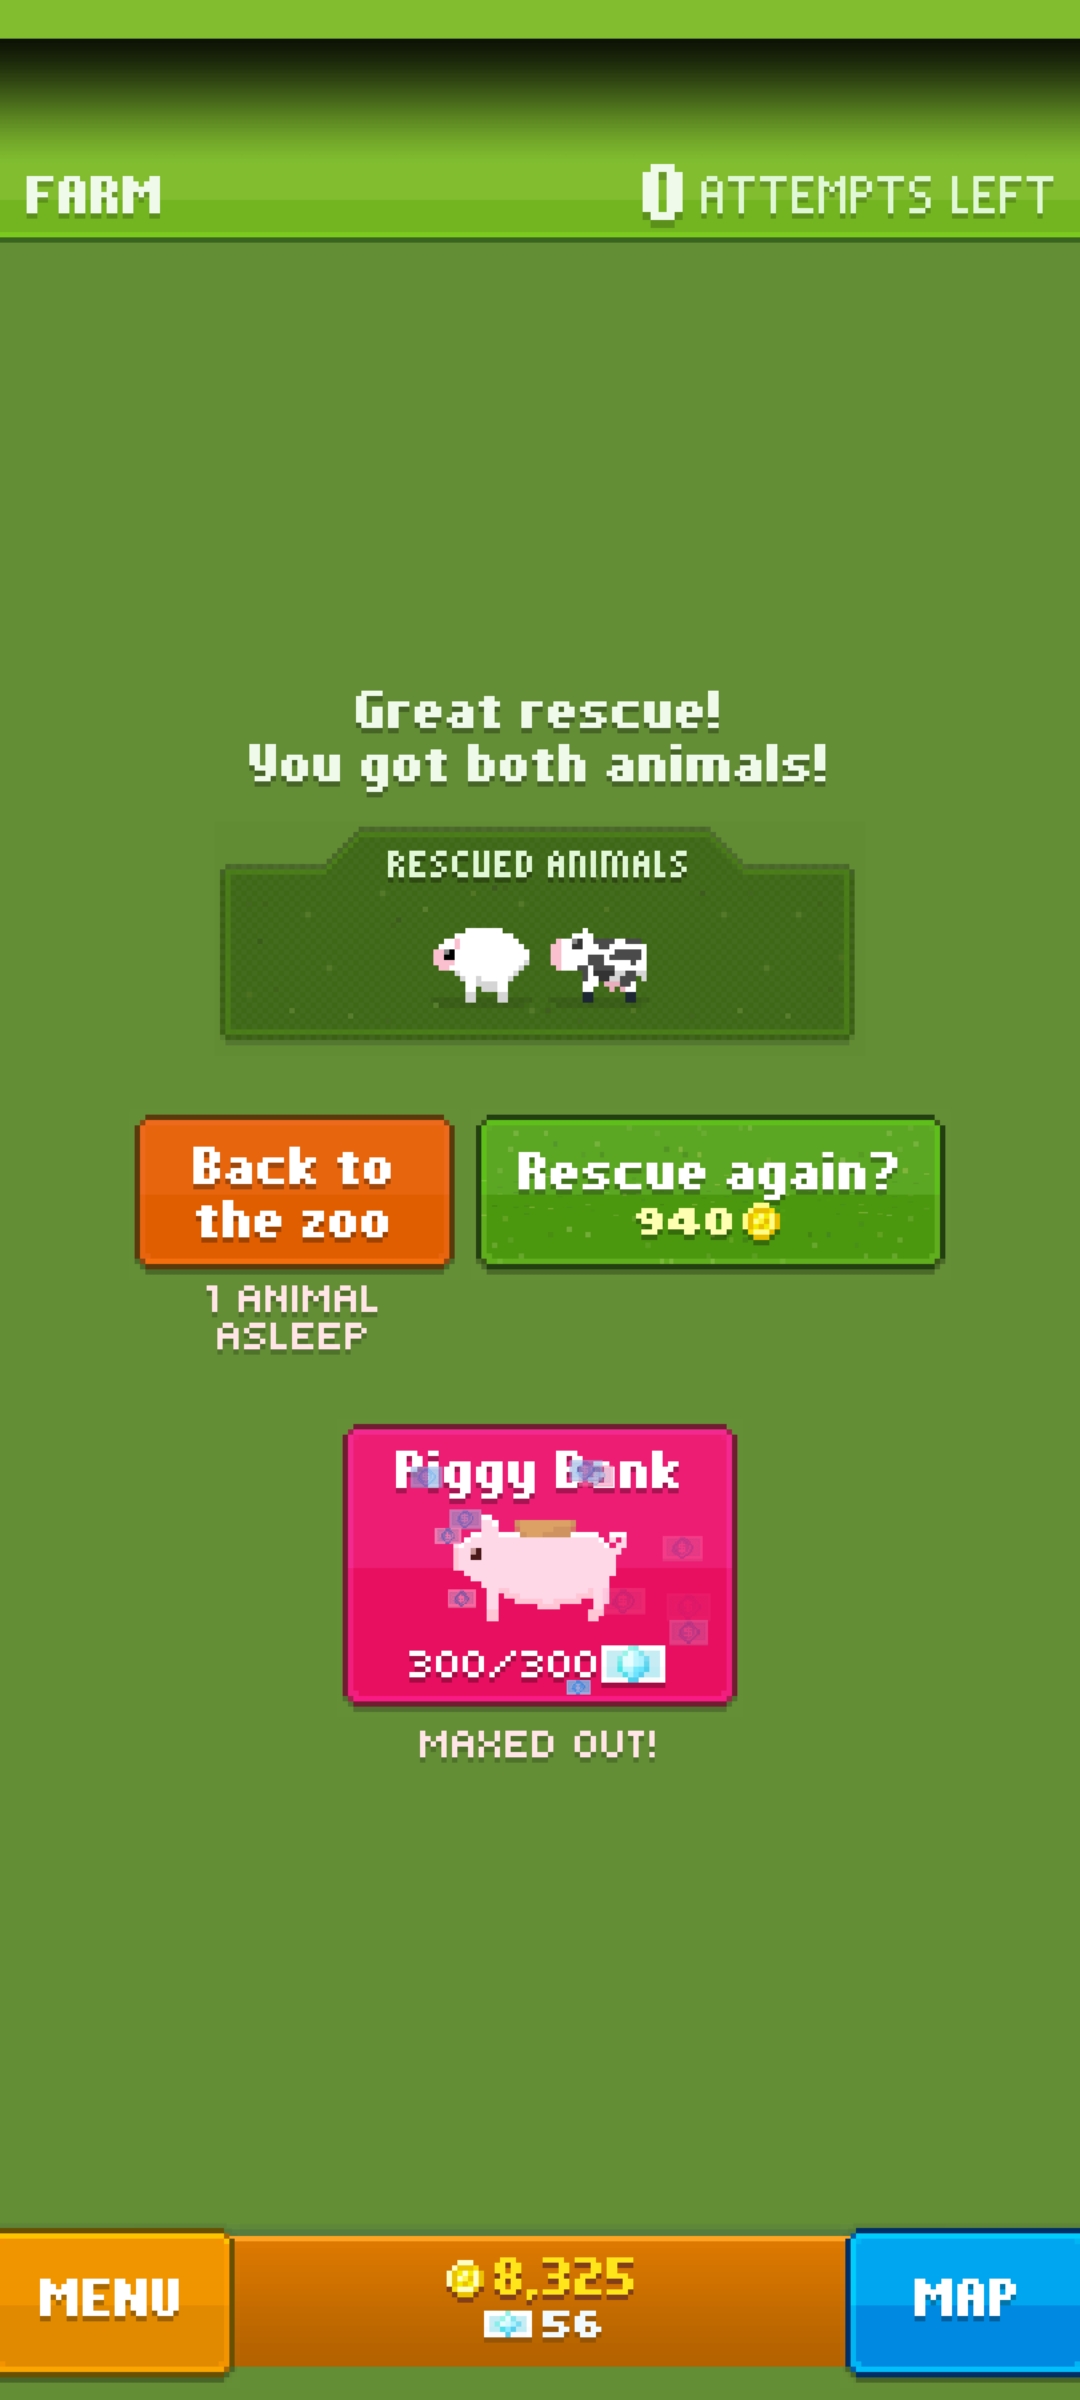 FARM
0 ATTEMPTS LEFT
Great rescue!
You got both animals!
RESCUED ANIMALS
Back to
the zoo
Rescue again?
940
1 ANIMAL
ASLEEP
Piggy Bank
300/300
MAXED OUT!
MENU
8,325
56
MAP